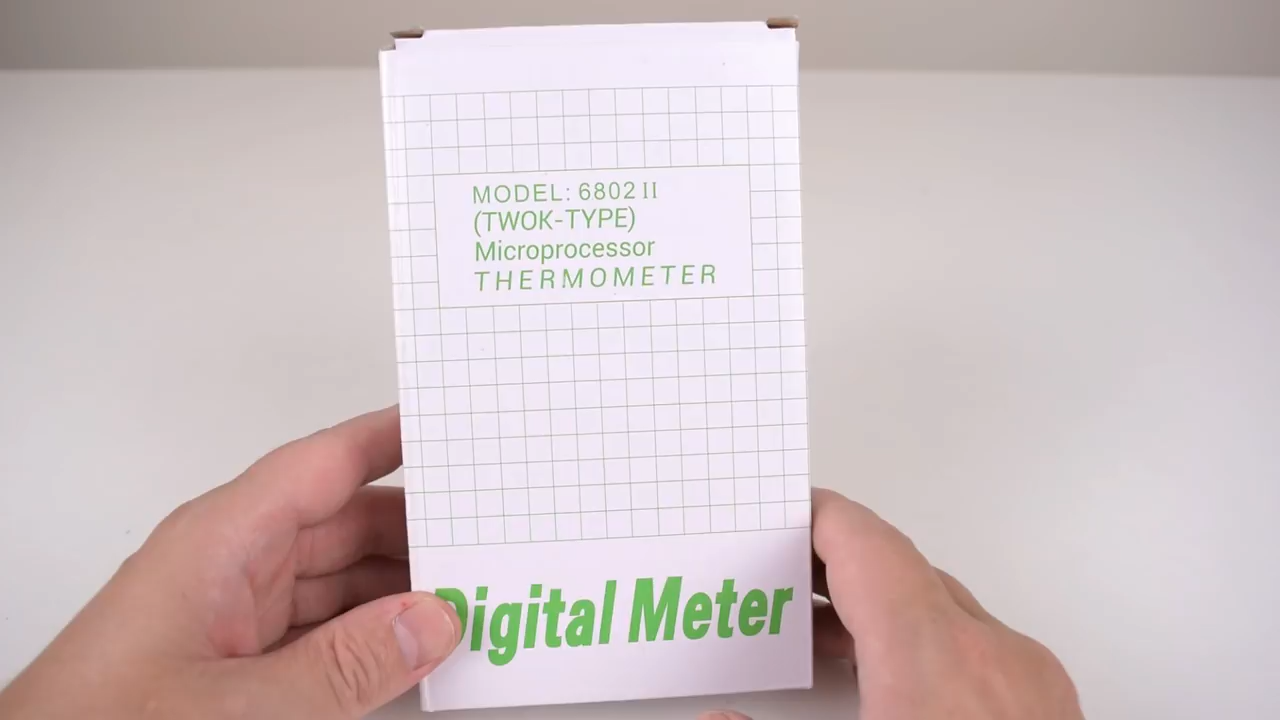 MODEL: 6802 II
(TWOK-TYPE)
Microprocessor
THERMOMETER
Digital Meter